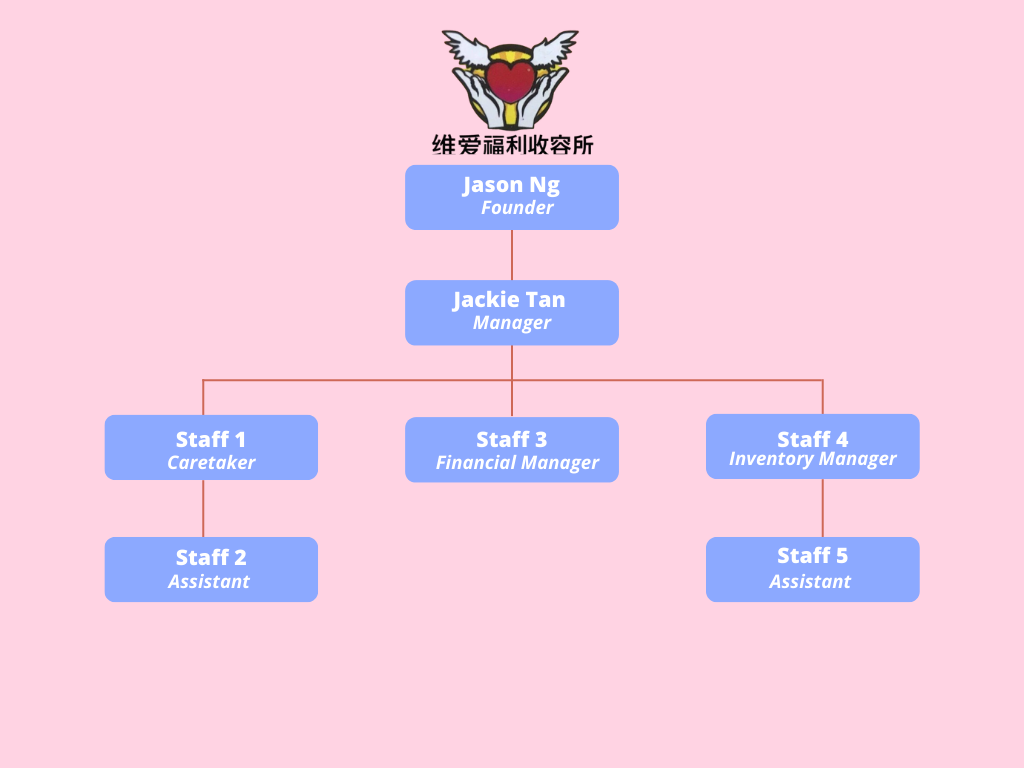 维爱福利收容所
Jason Ng
Founder
Jackie Tan
Manager
Staff 1
Caretaker
Staff 3
Financial Manager
Staff 4
Inventory Manager
Staff 2
Assistant
Staff 5
Assistant